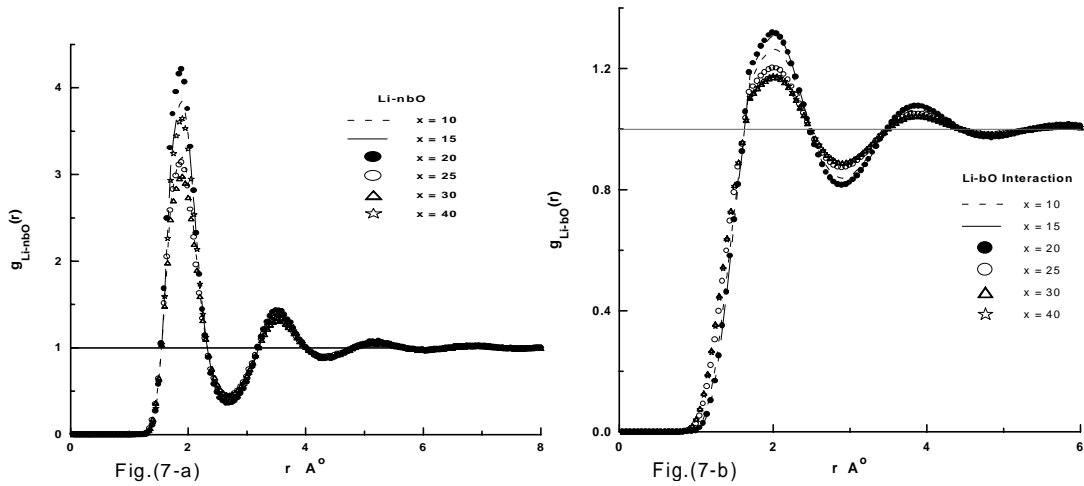 4
3
2
1
0
0
2
4
6
8
g Li-nbO (r)
r A°
Li-nbO
x = 10
x = 15
x = 20
x = 25
x = 30
x = 40
Fig.(7-a)
1.2
0.8
0.4
0.0
0
2
4
6
g Li-bO (r)
r A°
Li-bO Interaction
x = 10
x = 15
x = 20
x = 25
x = 30
x = 40
Fig.(7-b)